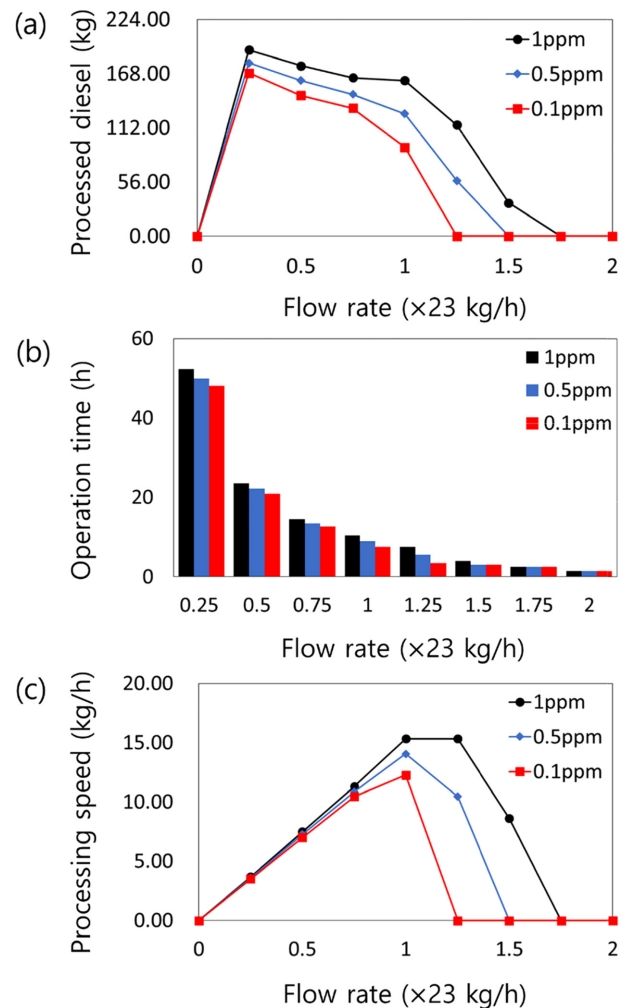 (a)
Processed diesel (kg)
224.00
168.00
112.00
56.00
0.00
1ppm
0.5ppm
0.1ppm
0 0.5 1 1.5 2
Flow rate (×23 kg/h)
(b)
Operation time (h)
60
40
20
0
1ppm
0.5ppm
0.1ppm
0.25 0.5 0.75 1 1.25 1.5 1.75 2
Flow rate (×23 kg/h)
(c)
Processing speed (kg/h)
20.00
15.00
10.00
5.00
0.00
1ppm
0.5ppm
0.1ppm
0 0.5 1 1.5 2
Flow rate (×23 kg/h)